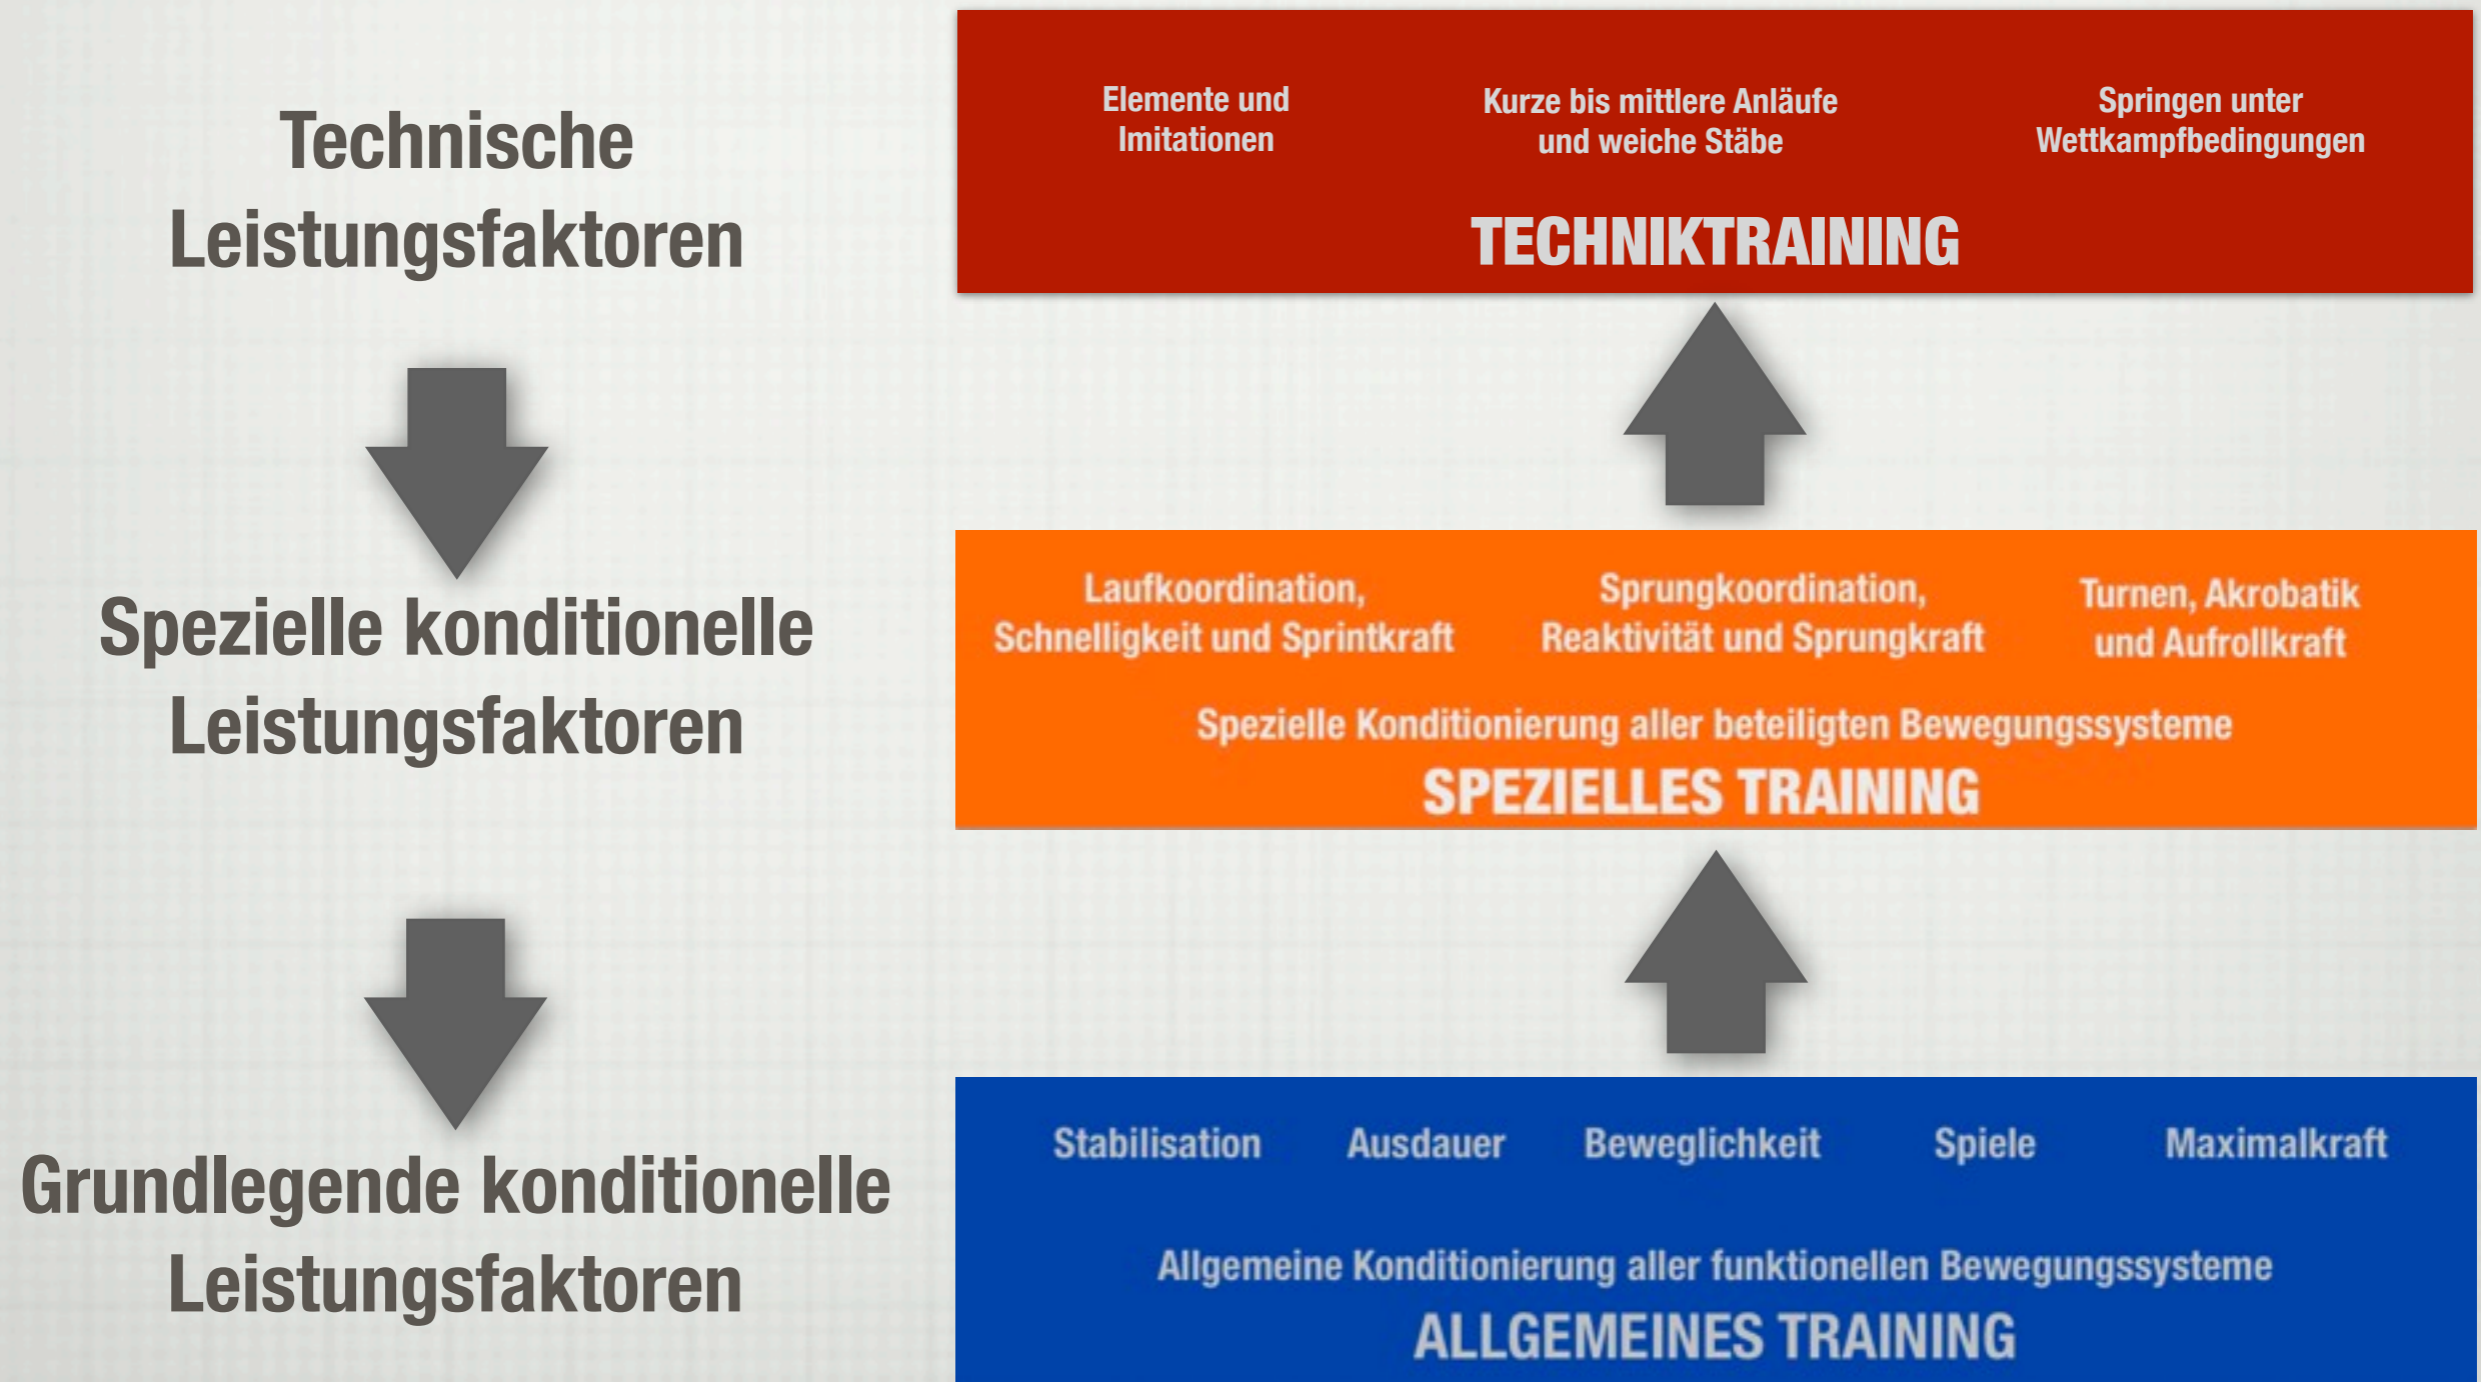 Technische
Leistungsfaktoren
Elemente und
Imitationen
Kurze bis mittlere Anläufe
und weiche Stäbe
Springen unter
Wettkampfbedingungen
TECHNIKTRAINING
Spezielle konditionelle
Leistungsfaktoren
Laufkoordination,
Schnelligkeit und Sprintkraft
Sprungkoordination,
Reaktivität und Sprungkraft
Turnen, Akrobatik
und Aufrollkraft
Spezielle Konditionierung aller beteiligten Bewegungssysteme
SPEZIELLES TRAINING
Grundlegende konditionelle
Leistungsfaktoren
Stabilisation
Ausdauer
Beweglichkeit
Spiele
Maximalkraft
Allgemeine Konditionierung aller funktionellen Bewegungssysteme
ALLGEMEINES TRAINING